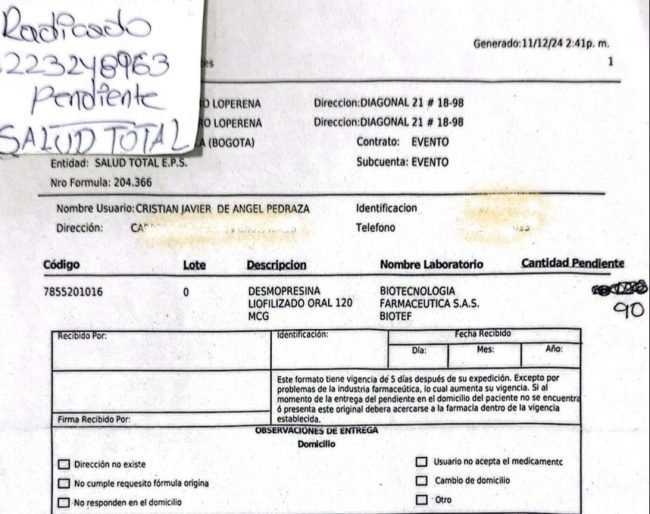 Radicado
223248963
pendiente
SALUD TOTAL
Generado:11/12/24 2:41p. m.
1
LOPERENA Direccion:DIAGONAL 21 # 18-98
LOPERENA Direccion:DIAGONAL 21 # 18-98
(BOGOTA) Contrato: EVENTO
Entidad: SALUD TOTAL E.P.S. Subcuenta: EVENTO
Nro Formula: 204.366
Nombre Usuario:CRISTIAN JAVIER DE ANGEL PEDRAZA Identificacion
Dirección: Telefono
Código Lote Descripcion Nombre Laboratorio Cantidad Pendiente
7855201016 0 DESMOPRESINA BIOTECNOLOGIA
LIOFILIZADO ORAL 120 FARMACEUTICA S.A.S. 90
MCG BIOTEF
Recibido Por: Identificación: Fecha Recibido
Día: Mes: Año:
Este formato tiene vigencia de 5 días después de su expedición. Excepto por
problemas de la industria farmaceútica, lo cual aumenta su vigencia. Si al
momento de la entrega del pendiente en el domicilio del paciente no se encuentra
ó presenta este original debera acercarse a la farmacia dentro de la vigencia
establecida.
Firma Recibido Por:
OBSERVACIONES DE ENTREGA
Domicilio
Dirección no existe Usuario no acepta el medicamento
No cumple requesito fórmula origina Cambio de domicilio
No responden en el domicilio Otro